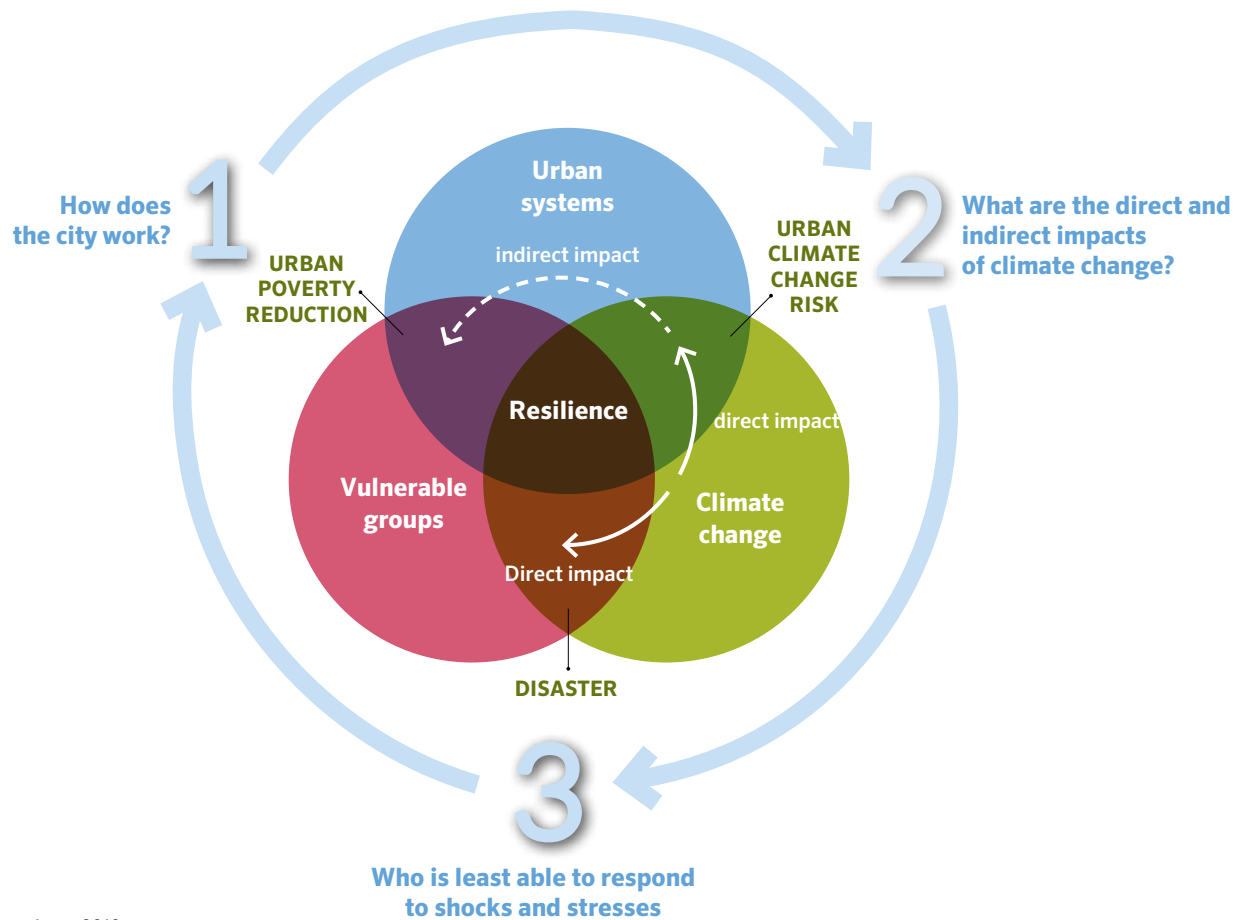 1
How does
the city work?
2
What are the direct and
indirect impacts
of climate change?
Urban
systems
indirect impact
URBAN
POVERTY
REDUCTION
URBAN
CLIMATE
CHANGE
RISK
Resilience
direct impact
Vulnerable
groups
Climate
change
Direct impact
DISASTER
3
Who is least able to respond
to shocks and stresses